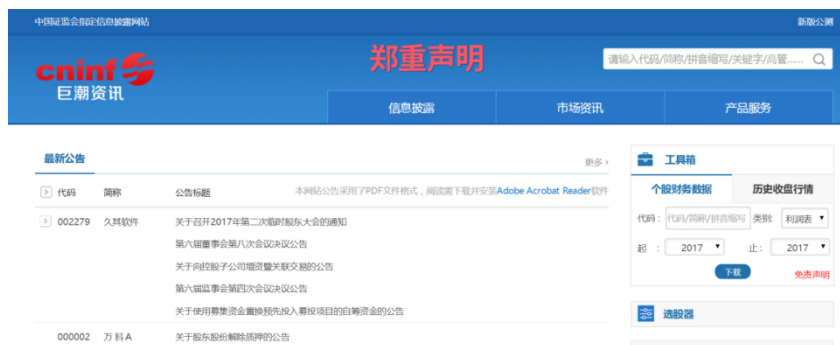 中国证监会指定信息披露网站
新版公测
cninf
巨潮资讯
郑重声明
请输入代码/简称/拼音缩写/关键字/高管......
信息披露
市场资讯
产品服务
最新公告
更多 ›
代码 简称 公告标题 本网站公告采用了PDF文件格式，阅读需下载并安装Adobe Acrobat Reader软件
002279 久其软件 关于召开2017年第二次临时股东大会的通知
第六届董事会第八次会议决议公告
关于向控股子公司增资暨关联交易的公告
第六届监事会第四次会议决议公告
关于使用募集资金置换预先投入募投项目的自筹资金的公告
000002 万科A 关于股东股份解除质押的公告
工具箱
个股财务数据 历史收盘行情
代码： 代码/简称/拼音缩写 类别: 利润表
起 ： 2017 止： 2017
下载 免责声明
选股器